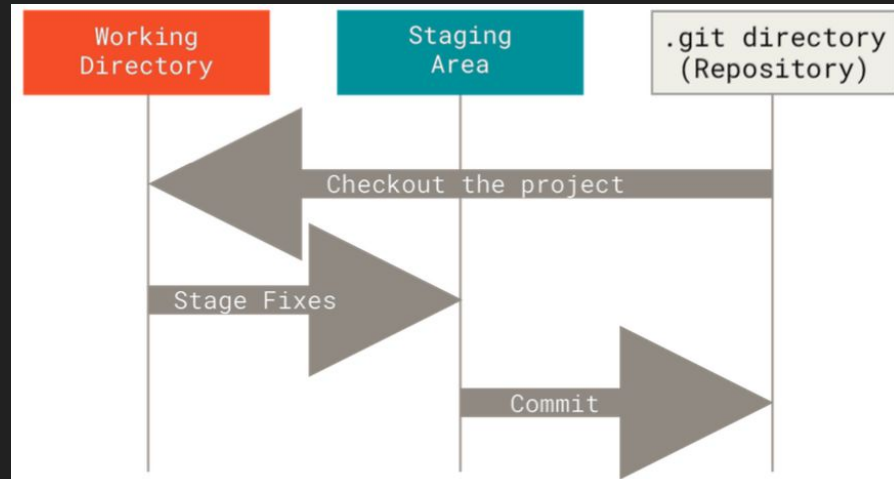 Working
Directory
Staging
Area
.git directory
(Repository)
Checkout the project
Stage Fixes
Commit